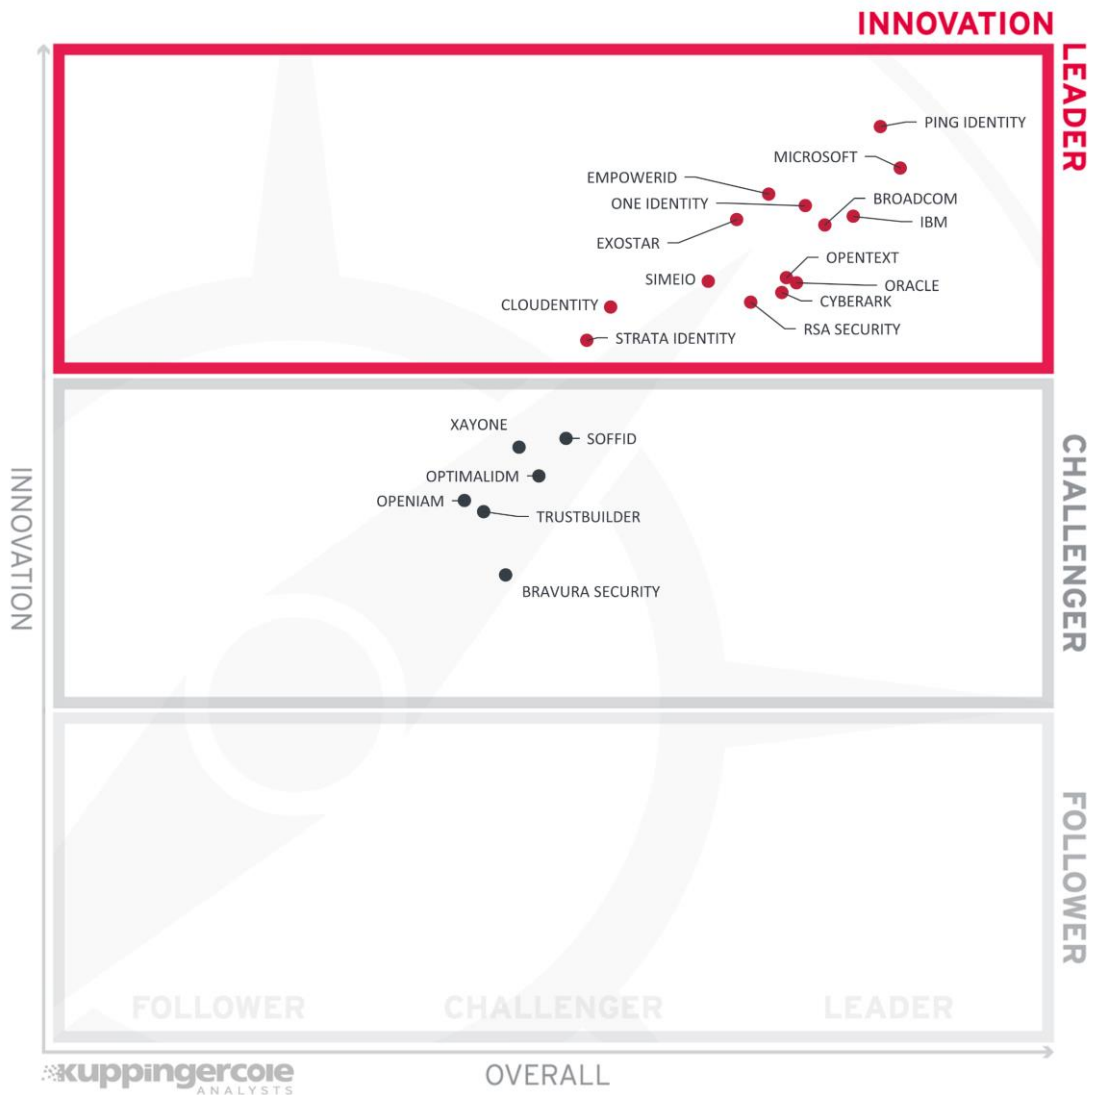 INNOVATION
LEADER
PING IDENTITY
MICROSOFT
EMPOWERID
BROADCOM
ONE IDENTITY
IBM
EXOSTAR
OPENTEXT
SIMEIO
ORACLE
CYBERARK
CLOUDENTITY
RSA SECURITY
STRATA IDENTITY
XAYONE
SOFFID
OPTIMALIDM
OPENIAM
TRUSTBUILDER
BRAVURA SECURITY
CHALLENGER
INNOVATION
FOLLOWER
FOLLOWER
CHALLENGER
LEADER
kuppingercole
ANALYSTS
OVERALL